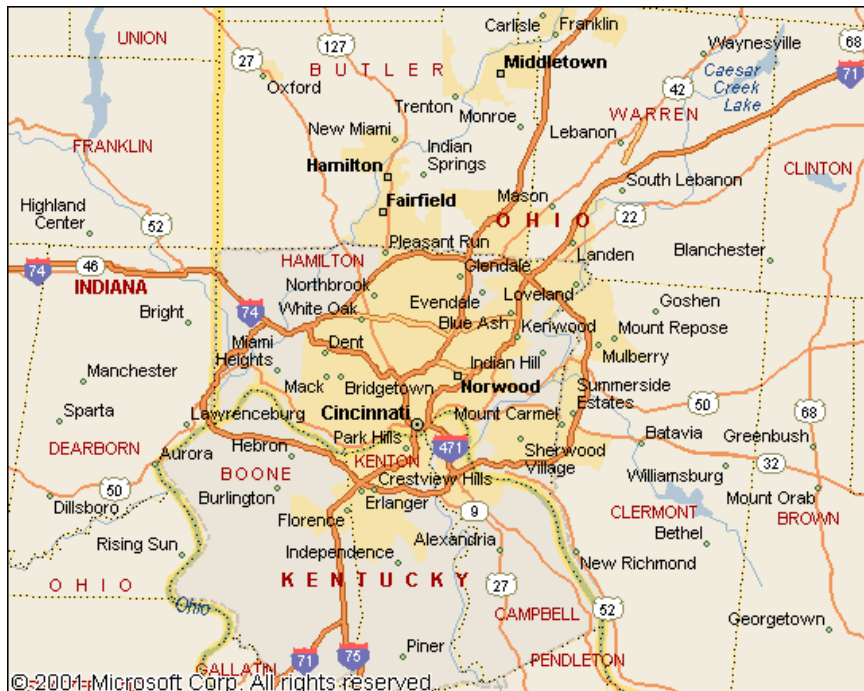 Carlisle
Franklin
UNION
27
127
68
Waynesville
BUTLER
Middletown
Oxford
Caesar
Creek
Lake
71
42
Trenton
WARREN
New Miami
Monroe
Lebanon
FRANKLIN
Indian
Springs
Hamilton
CLINTON
South Lebanon
Mason
Highland
Center
Fairfield
52
OHIO
22
Pleasant Run
Landen
Blanchester
HAMILTON
74
46
Glendale
INDIANA
Northbrook
Evendale
Loveland
Goshen
Bright
74
White Oak
Blue Ash
Kenwood
Mount Repose
Miami
Heights
Dent
Indian Hill
Mulberry
Manchester
Mack
Bridgetown
Norwood
Summerside
Estates
Sparta
Lawrenceburg
Cincinnati
Mount Carmel
50
68
DEARBORN
Hebron
Park Hills
471
Sherwood
Village
Batavia
Greenbush
Aurora
KENTON
32
BOONE
Williamsburg
50
Burlington
Crestview Hills
Mount Orab
Dillsboro
Florence
Erlanger
9
CLERMONT
BROWN
Rising Sun
Independence
Alexandria
Bethel
New Richmond
OHIO
KENTUCKY
27
Ohio
CAMPBELL
52
Georgetown
71
75
Piner
GALLATIN
PENDLETON
© 2001 Microsoft Corp. All rights reserved.